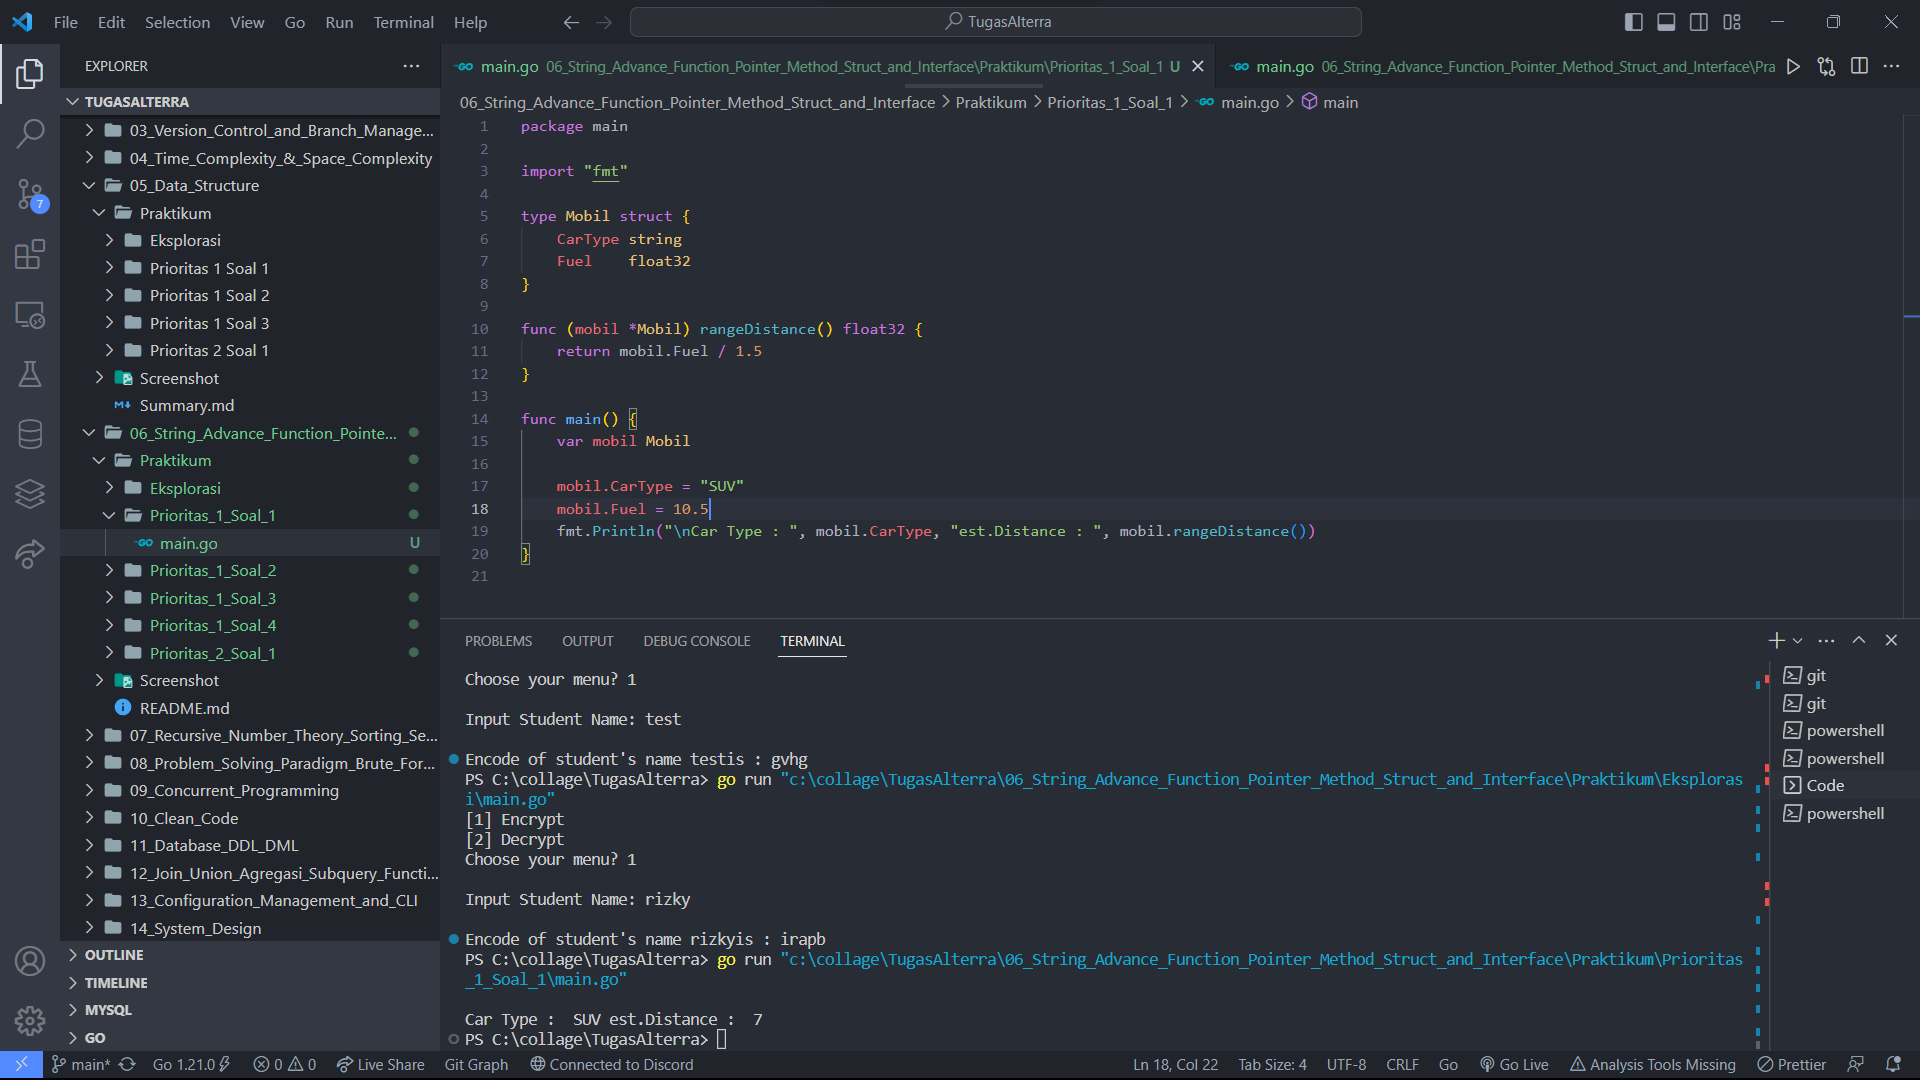 File Edit Selection View Go Run Terminal Help
TugasAlterra
EXPLORER
TUGASALTERRA
03_Version_Control_and_Branch_Manage...
04_Time_Complexity_&_Space_Complexity
05_Data_Structure
Praktikum
Eksplorasi
Prioritas 1 Soal 1
Prioritas 1 Soal 2
Prioritas 1 Soal 3
Prioritas 2 Soal 1
Screenshot
Summary.md
06_String_Advance_Function_Pointe...
Praktikum
Eksplorasi
Prioritas_1_Soal_1
main.go U
Prioritas_1_Soal_2
Prioritas_1_Soal_3
Prioritas_1_Soal_4
Prioritas_2_Soal_1
Screenshot
README.md
07_Recursive_Number_Theory_Sorting_Se...
08_Problem_Solving_Paradigm_Brute_For...
09_Concurrent_Programming
10_Clean_Code
11_Database_DDL_DML
12_Join_Union_Agregasi_Subquery_Functi...
13_Configuration_Management_and_CLI
14_System_Design
OUTLINE
TIMELINE
MYSQL
GO
7
main.go 06_String_Advance_Function_Pointer_Method_Struct_and_Interface\Praktikum\Prioritas_1_Soal_1 U
main.go 06_String_Advance_Function_Pointer_Method_Struct_and_Interface\Pra
06_String_Advance_Function_Pointer_Method_Struct_and_Interface > Praktikum > Prioritas_1_Soal_1 > main.go > main
1 package main
2
3 import "fmt"
4
5 type Mobil struct {
6 CarType string
7 Fuel float32
8 }
9
10 func (mobil *Mobil) rangeDistance() float32 {
11 return mobil.Fuel / 1.5
12 }
13
14 func main() {
15 var mobil Mobil
16
17 mobil.CarType = "SUV"
18 mobil.Fuel = 10.5
19 fmt.Println("\nCar Type : ", mobil.CarType, "est.Distance : ", mobil.rangeDistance())
20 }
21
PROBLEMS OUTPUT DEBUG CONSOLE TERMINAL
Choose your menu? 1
Input Student Name: test
Encode of student's name testis : gvhg
PS C:\collage\TugasAlterra> go run "c:\collage\TugasAlterra\06_String_Advance_Function_Pointer_Method_Struct_and_Interface\Praktikum\Eksploras
i\main.go"
[1] Encrypt
[2] Decrypt
Choose your menu? 1
Input Student Name: rizky
Encode of student's name rizkyis : irapb
PS C:\collage\TugasAlterra> go run "c:\collage\TugasAlterra\06_String_Advance_Function_Pointer_Method_Struct_and_Interface\Praktikum\Prioritas
_1_Soal_1\main.go"
Car Type :  SUV est.Distance :  7
PS C:\collage\TugasAlterra>
git
git
powershell
powershell
Code
powershell
main* Go 1.21.0 0 0 Live Share Git Graph Connected to Discord Ln 18, Col 22 Tab Size: 4 UTF-8 CRLF Go Go Live Analysis Tools Missing Prettier